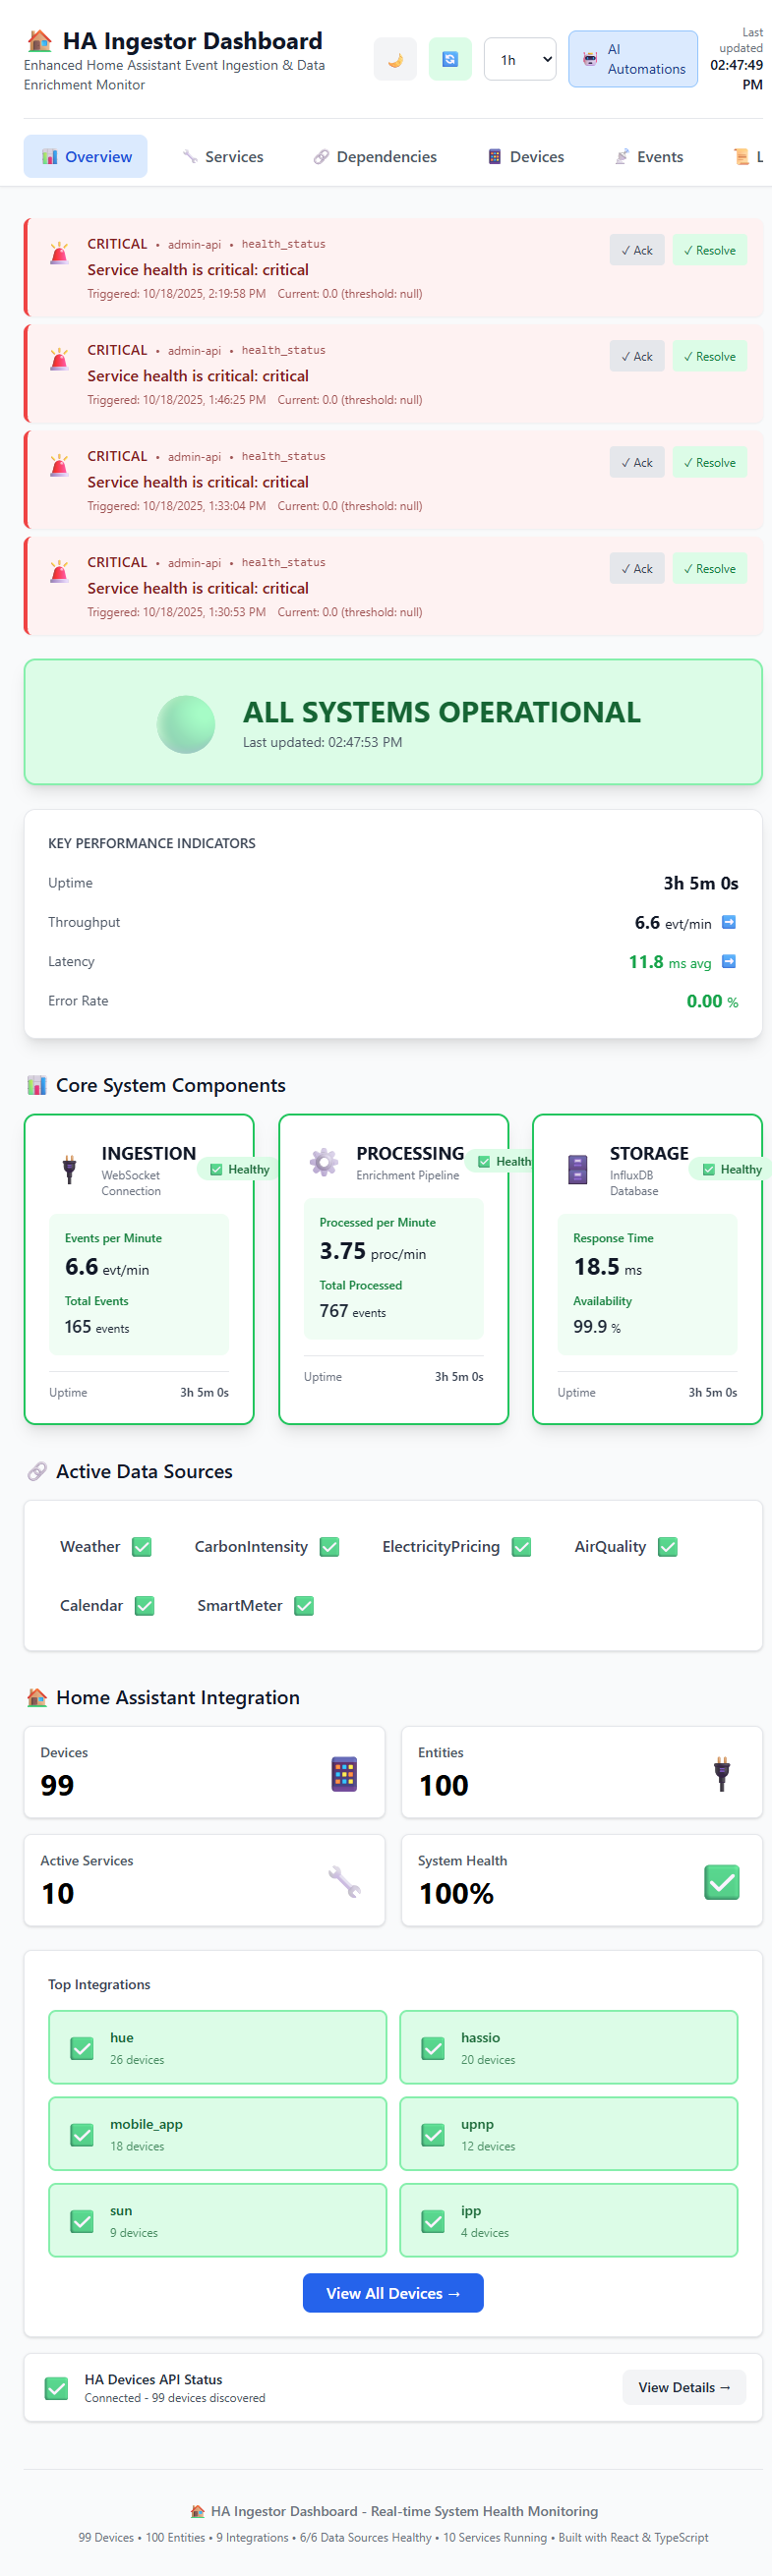 HA Ingestor Dashboard
Enhanced Home Assistant Event Ingestion & Data
Enrichment Monitor
1h
AI
Automations
Last
updated
02:47:49
PM
Overview
Services
Dependencies
Devices
Events
L
CRITICAL • admin-api • health_status
Service health is critical: critical
Triggered: 10/18/2025, 2:19:58 PM Current: 0.0 (threshold: null)
✓ Ack
✓ Resolve
CRITICAL • admin-api • health_status
Service health is critical: critical
Triggered: 10/18/2025, 1:46:25 PM Current: 0.0 (threshold: null)
✓ Ack
✓ Resolve
CRITICAL • admin-api • health_status
Service health is critical: critical
Triggered: 10/18/2025, 1:33:04 PM Current: 0.0 (threshold: null)
✓ Ack
✓ Resolve
CRITICAL • admin-api • health_status
Service health is critical: critical
Triggered: 10/18/2025, 1:30:53 PM Current: 0.0 (threshold: null)
✓ Ack
✓ Resolve
ALL SYSTEMS OPERATIONAL
Last updated: 02:47:53 PM
KEY PERFORMANCE INDICATORS
Uptime 3h 5m 0s
Throughput 6.6 evt/min
Latency 11.8 ms avg
Error Rate 0.00 %
Core System Components
INGESTION
WebSocket
Connection
Healthy
Events per Minute
6.6 evt/min
Total Events
165 events
Uptime 3h 5m 0s
PROCESSING
Enrichment Pipeline
Health
Processed per Minute
3.75 proc/min
Total Processed
767 events
Uptime 3h 5m 0s
STORAGE
InfluxDB
Database
Healthy
Response Time
18.5 ms
Availability
99.9 %
Uptime 3h 5m 0s
Active Data Sources
Weather
CarbonIntensity
ElectricityPricing
AirQuality
Calendar
SmartMeter
Home Assistant Integration
Devices
99
Entities
100
Active Services
10
System Health
100%
Top Integrations
hue
26 devices
hassio
20 devices
mobile_app
18 devices
upnp
12 devices
sun
9 devices
ipp
4 devices
View All Devices →
HA Devices API Status
Connected - 99 devices discovered
View Details →
HA Ingestor Dashboard - Real-time System Health Monitoring
99 Devices • 100 Entities • 9 Integrations • 6/6 Data Sources Healthy • 10 Services Running • Built with React & TypeScript